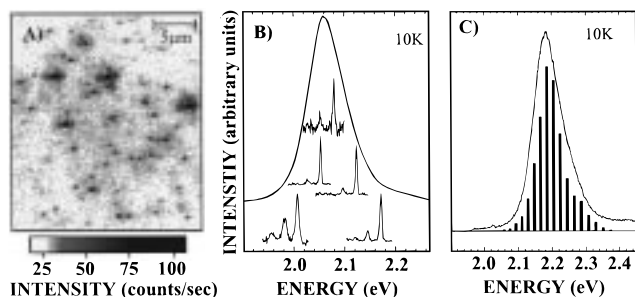 A)
5μm
25 50 75 100
INTENSITY (counts/sec)
INTENSTIY (arbitrary units)
B)
10K
2.0 2.1 2.2
ENERGY (eV)
C)
10K
2.0 2.1 2.2 2.3 2.4
ENERGY (eV)